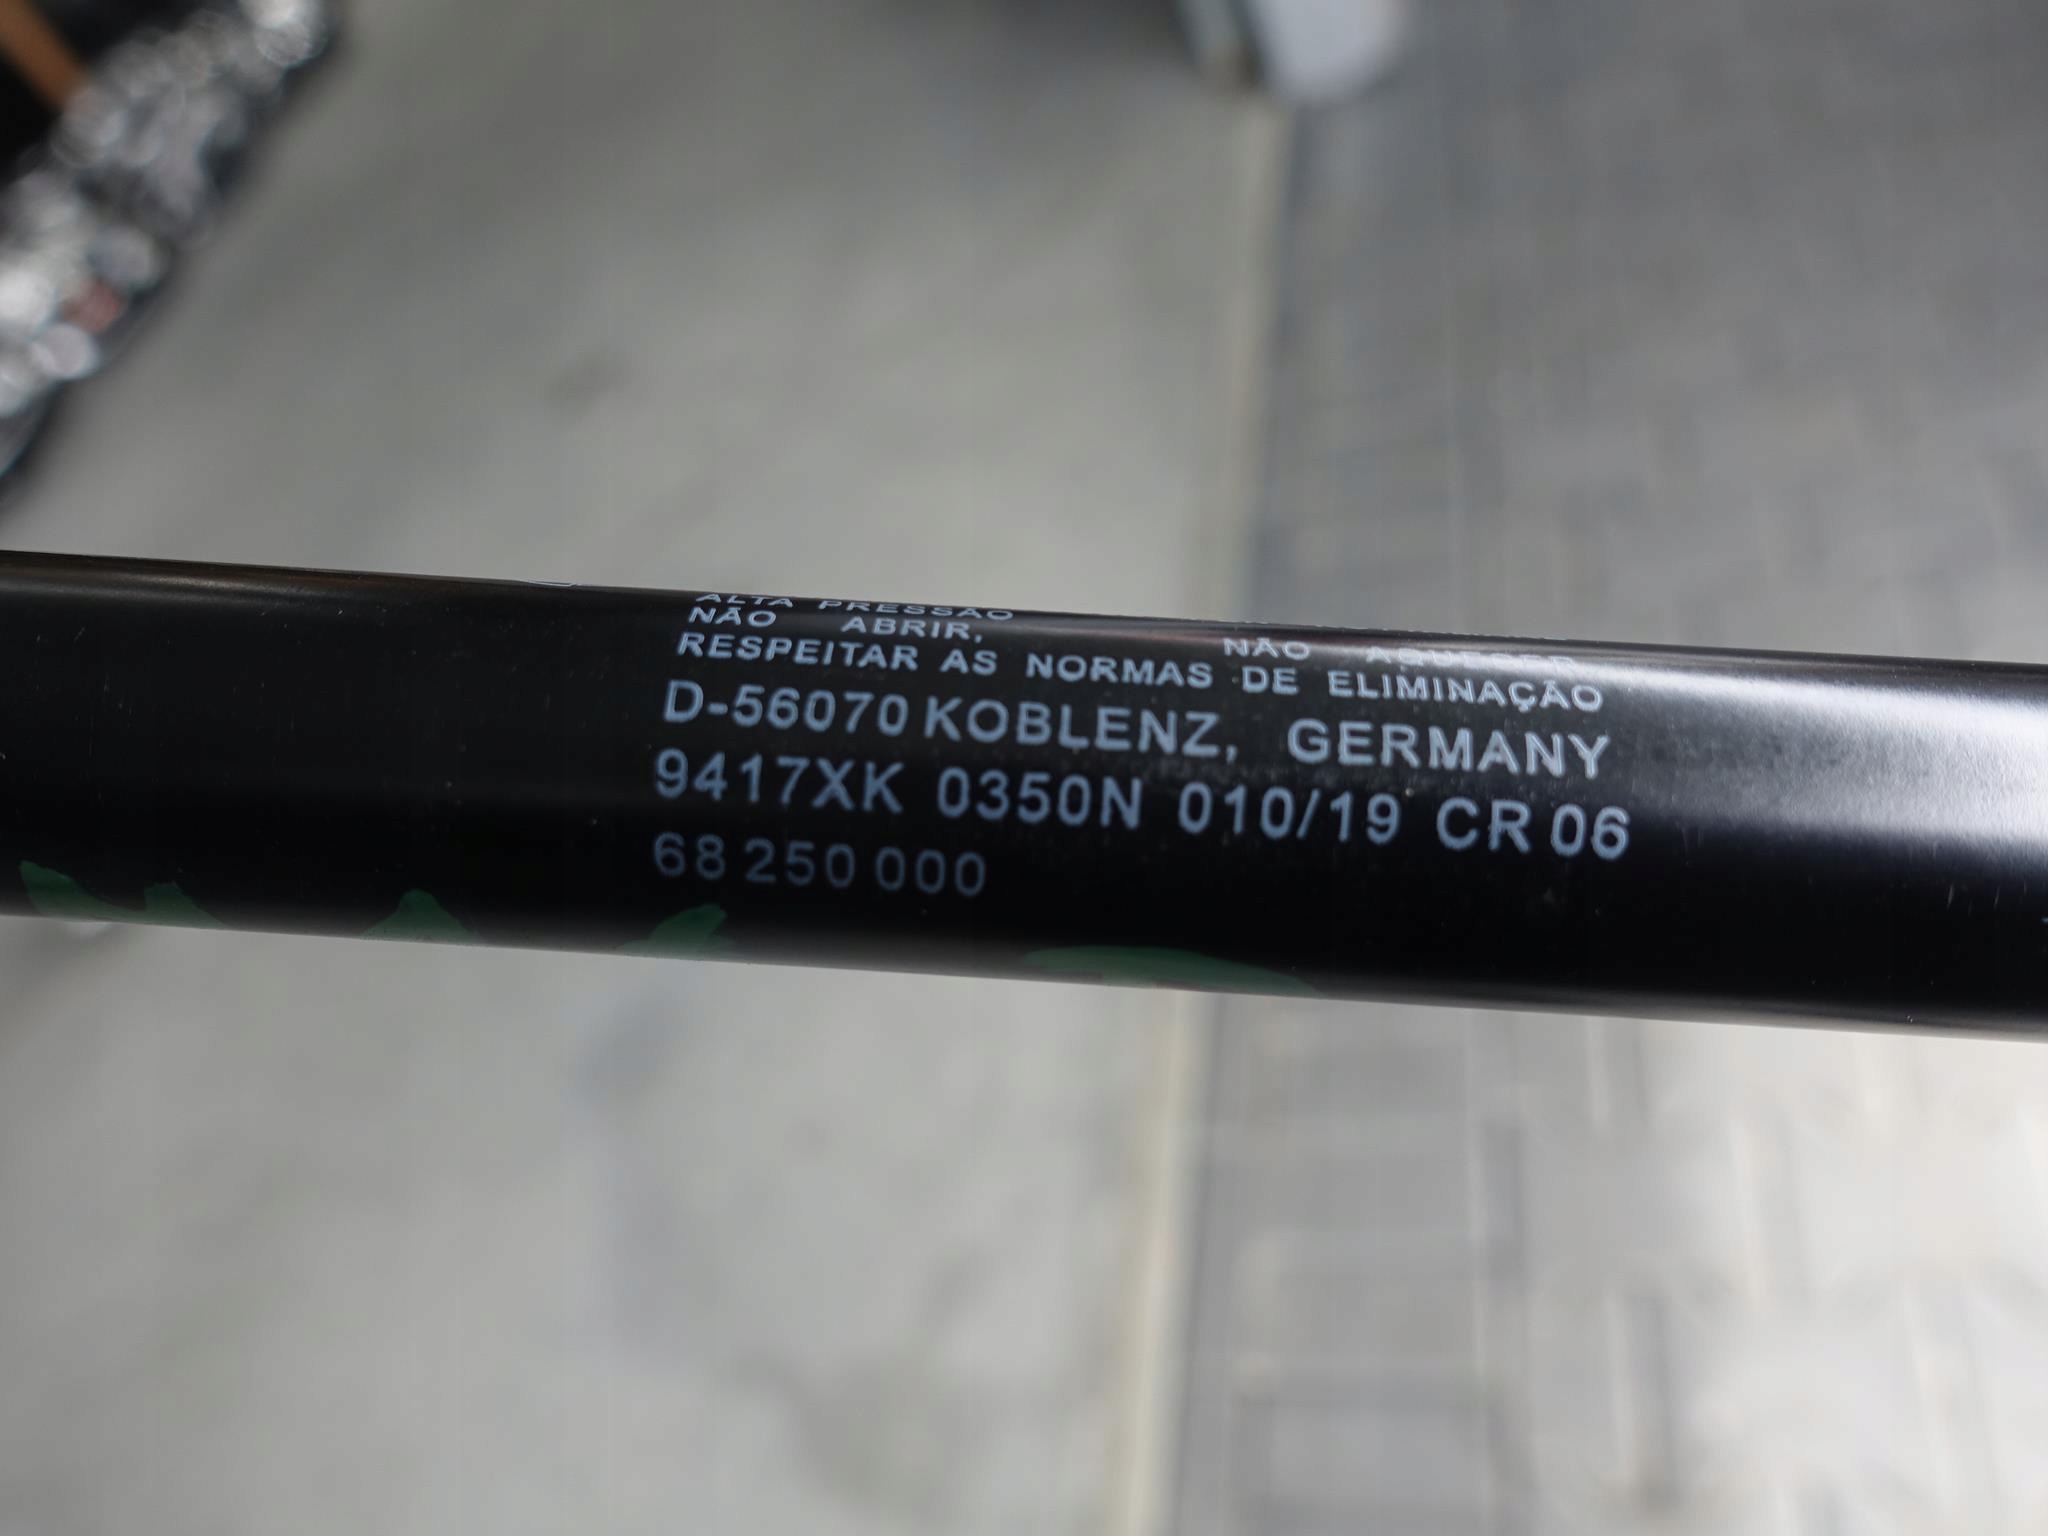 ALTA PRESSÃO
NÃO ABRIR, NÃO AQUECER
RESPEITAR AS NORMAS DE ELIMINAÇÃO
D-56070 KOBLENZ, GERMANY
9417XK 0350N 010/19 CR 06
68 250 000